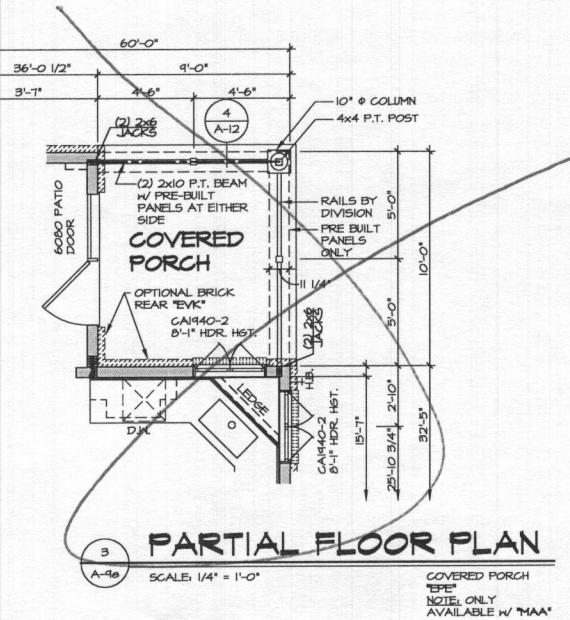 60'-0"
36'-0 1/2"
9'-0"
3'-7"
4'-6"
4'-6"
4
A-12
(2) 2x6
JACKS
10" Φ COLUMN
4x4 P.T. POST
(2) 2x10 P.T. BEAM
W/ PRE-BUILT
PANELS AT EITHER
SIDE
6080 PATIO
DOOR
COVERED
PORCH
RAILS BY
DIVISION
PRE BUILT
PANELS
ONLY
5'-0"
10'-0"
5'-0"
11 1/4"
OPTIONAL BRICK
REAR "EVK"
CA1940-2
8'-1" HDR. HGT.
(2) 2x6
JACKS
H.B.
LEDGE
D.W.
CA1940-2
8'-1" HDR. HGT.
15'-7"
2'-10"
25'-10 3/4"
32'-5"
3
A-9a
PARTIAL FLOOR PLAN
SCALE: 1/4" = 1'-0"
COVERED PORCH
"EPE"
NOTE: ONLY
AVAILABLE W/ "MAA"